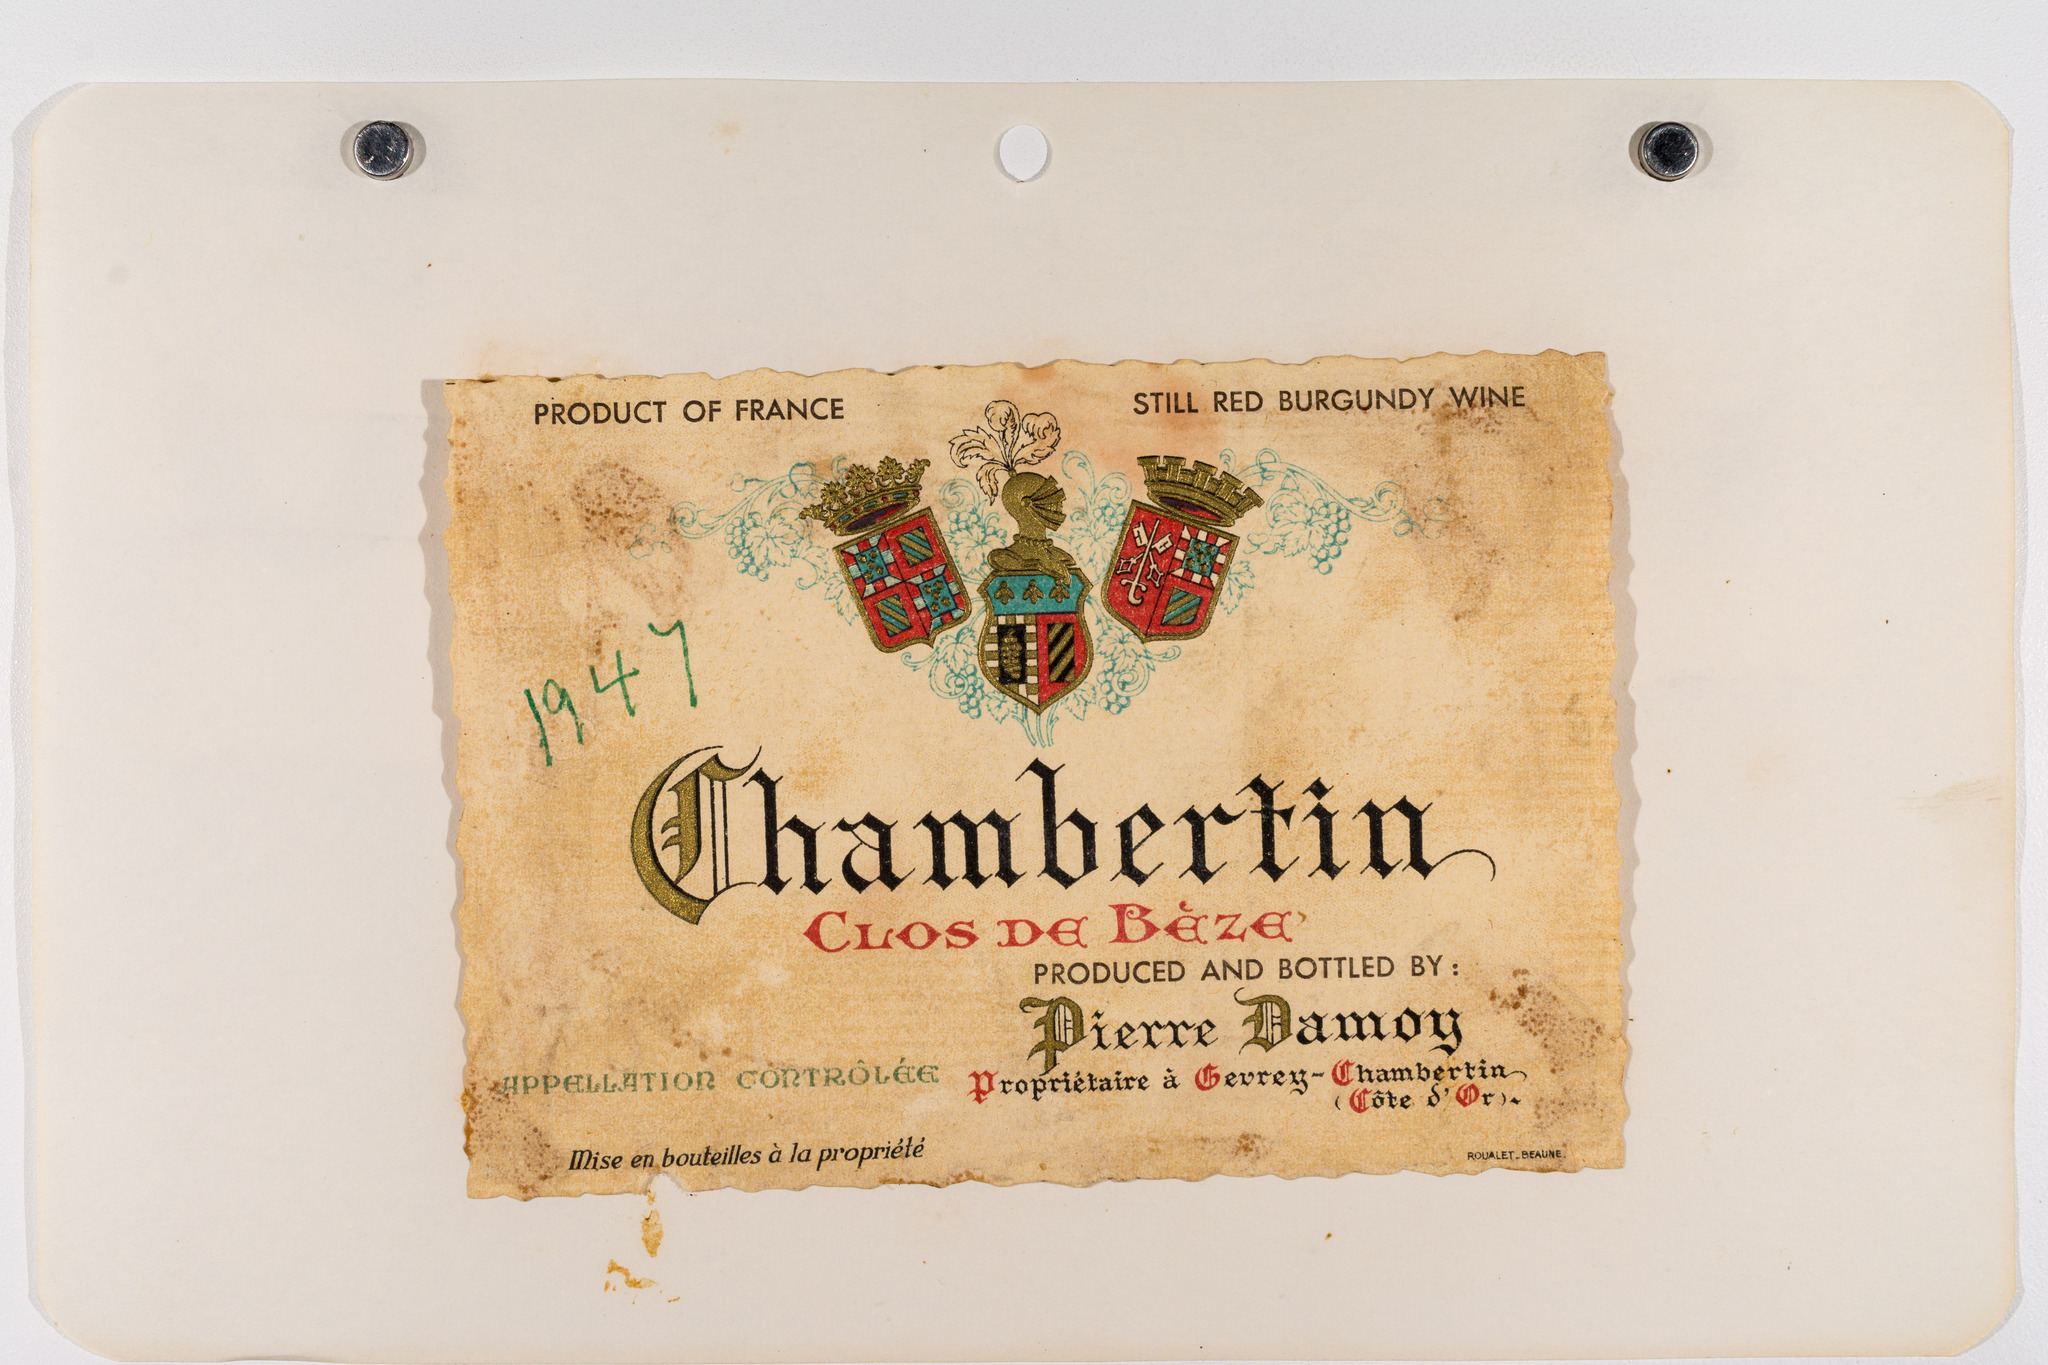 PRODUCT OF FRANCE
STILL RED BURGUNDY WINE
1947
Chambertin
CLOS DE BÈZE
PRODUCED AND BOTTLED BY :
Pierre Damoy
Propriétaire à Gevrey-Chambertin
(Côte d'Or).
APPELLATION CONTRÔLÉE
Mise en bouteilles à la propriété
ROUALET-BEAUNE.